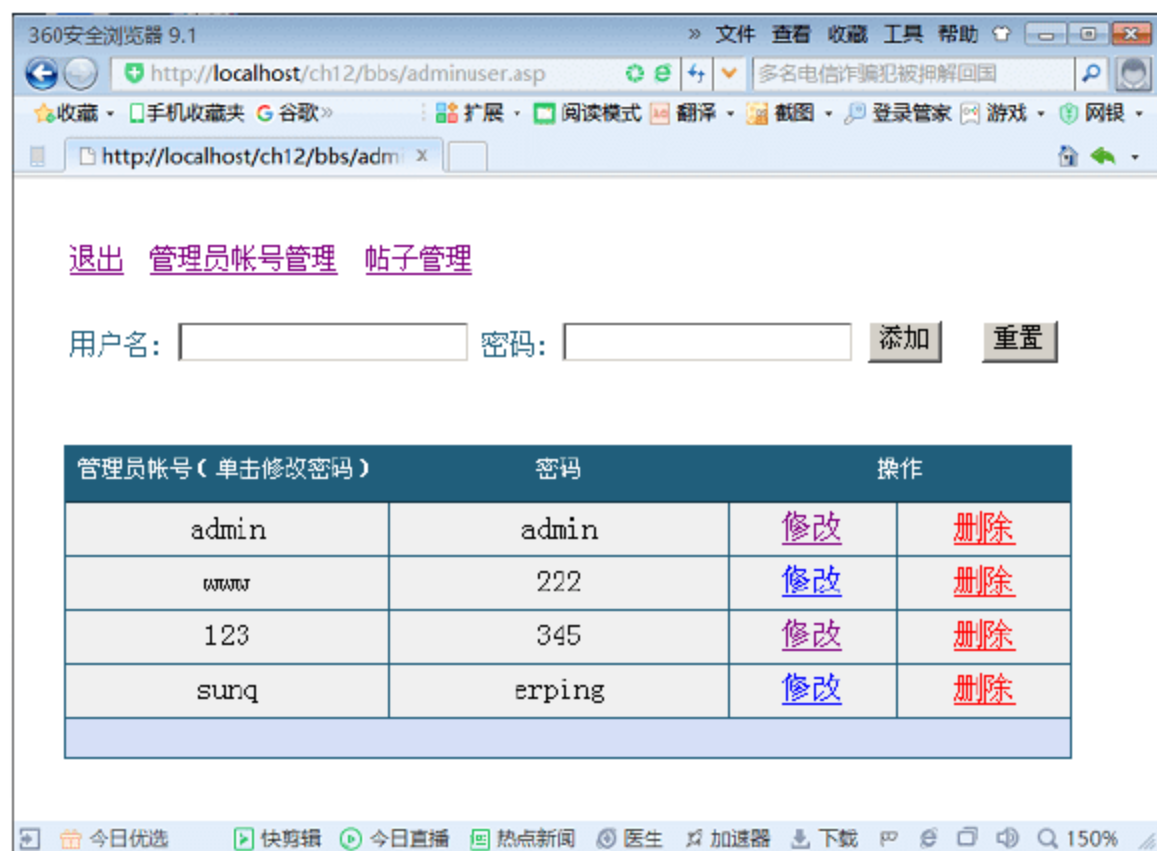 360安全浏览器 9.1 » 文件 查看 收藏 工具 帮助
http://localhost/ch12/bbs/adminuser.asp 多名电信诈骗犯被押解回国
收藏 手机收藏夹 G 谷歌» 扩展 阅读模式 翻译 截图 登录管家 游戏 网银
http://localhost/ch12/bbs/adm x
退出 管理员帐号管理 帖子管理
用户名: 密码: 添加 重置
管理员帐号(单击修改密码) 密码 操作
admin admin 修改 删除
www 222 修改 删除
123 345 修改 删除
sunq erping 修改 删除
今日优选 快剪辑 今日直播 热点新闻 医生 加速器 下载 150%